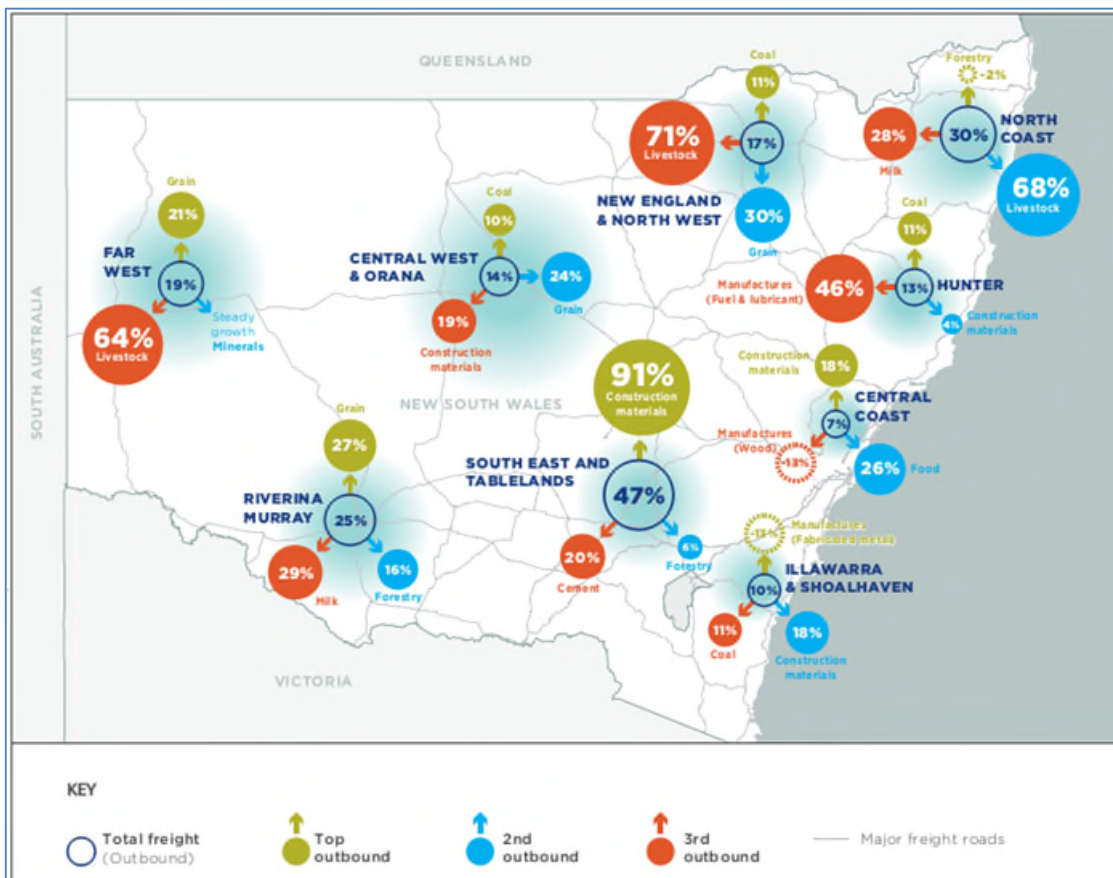 QUEENSLAND
SOUTH AUSTRALIA
NEW SOUTH WALES
VICTORIA
Coal
11%
71%
Livestock
17%
NEW ENGLAND
& NORTH WEST
30%
Grain
Forestry
-2%
28%
Milk
30%
NORTH
COAST
68%
Livestock
Grain
21%
FAR
WEST
19%
64%
Livestock
Steady
growth
Minerals
Coal
10%
CENTRAL WEST
& ORANA
14%
24%
Grain
19%
Construction
materials
Coal
11%
Manufactures
(Fuel & lubricant)
46%
13%
HUNTER
4%
Construction
materials
Construction
materials
18%
CENTRAL
COAST
7%
Manufactures
(Wood)
-13%
26%
Food
91%
Construction
materials
SOUTH EAST AND
TABLELANDS
47%
20%
Cement
6%
Forestry
Grain
27%
RIVERINA
MURRAY
25%
29%
Milk
16%
Forestry
-13%
Manufactures
(Fabricated metal)
ILLAWARRA
& SHOALHAVEN
10%
11%
Coal
18%
Construction
materials
KEY
Total freight
(Outbound)
Top
outbound
2nd
outbound
3rd
outbound
Major freight roads